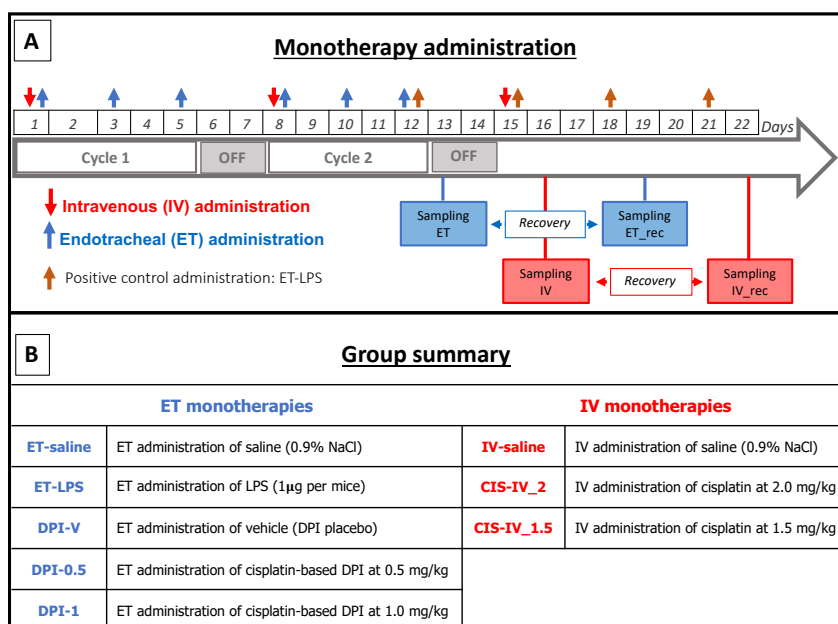 A
Monotherapy administration
1 2 3 4 5 6 7 8 9 10 11 12 13 14 15 16 17 18 19 20 21 22 Days
Cycle 1 OFF Cycle 2 OFF
Intravenous (IV) administration
Endotracheal (ET) administration
Positive control administration: ET-LPS
Sampling
ET
Recovery
Sampling
ET_rec
Sampling
IV
Recovery
Sampling
IV_rec
B
Group summary
ET monotherapies IV monotherapies
ET-saline ET administration of saline (0.9% NaCl) IV-saline IV administration of saline (0.9% NaCl)
ET-LPS ET administration of LPS (1μg per mice) CIS-IV_2 IV administration of cisplatin at 2.0 mg/kg
DPI-V ET administration of vehicle (DPI placebo) CIS-IV_1.5 IV administration of cisplatin at 1.5 mg/kg
DPI-0.5 ET administration of cisplatin-based DPI at 0.5 mg/kg
DPI-1 ET administration of cisplatin-based DPI at 1.0 mg/kg